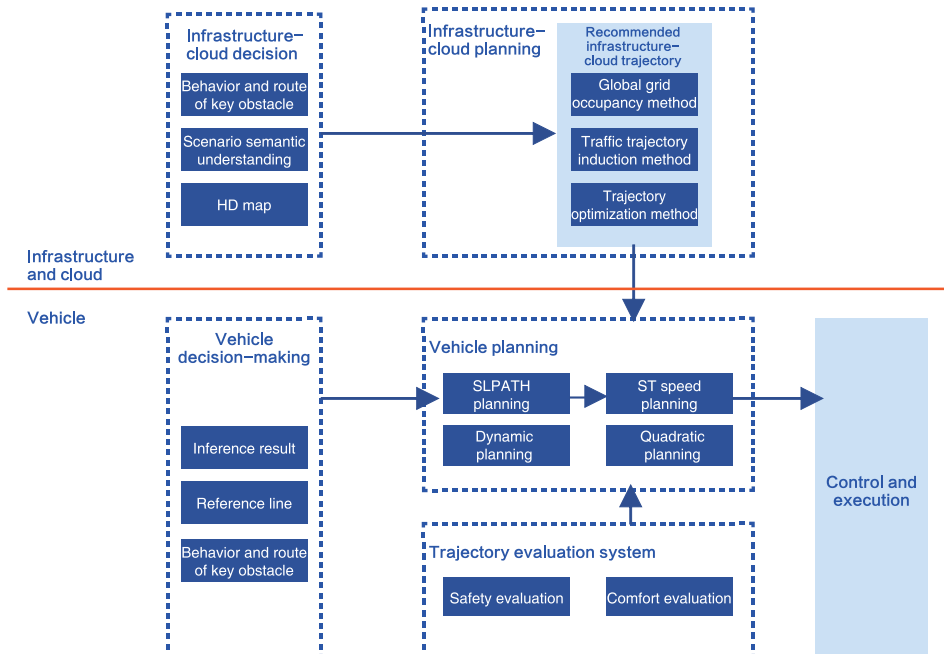 Infrastructure–
cloud decision
Behavior and route
of key obstacle
Scenario semantic
understanding
HD map
Infrastructure–
cloud planning
Recommended
infrastructure–
cloud trajectory
Global grid
occupancy method
Traffic trajectory
induction method
Trajectory
optimization method
Infrastructure
and cloud
Vehicle
Vehicle
decision–making
Inference result
Reference line
Behavior and route
of key obstacle
Vehicle planning
SLPATH
planning
ST speed
planning
Dynamic
planning
Quadratic
planning
Trajectory evaluation system
Safety evaluation
Comfort evaluation
Control and
execution